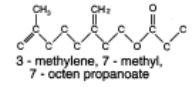 CH₃ CH₂ O
C C C C C C C C C O C C C
3 - methylene, 7 - methyl,
7 - octen propanoate